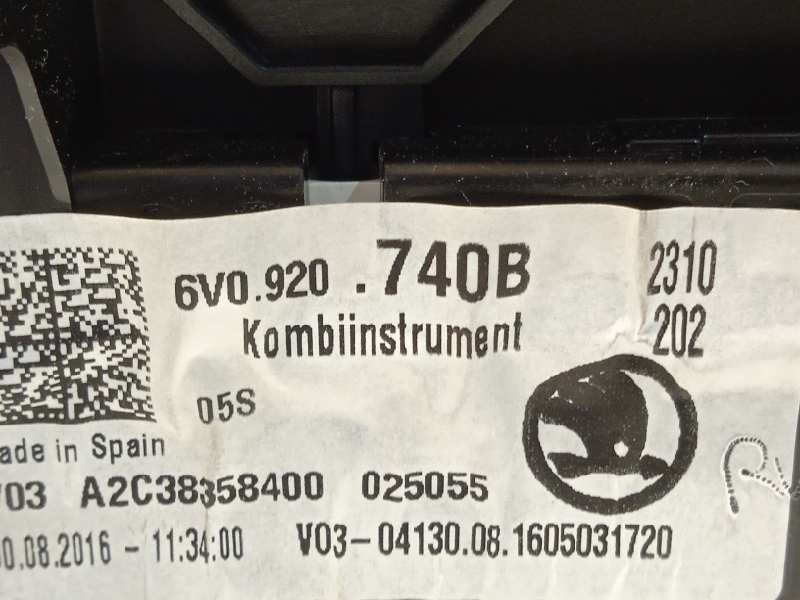 6V0.920 .740B 2310
Kombiinstrument 202
05S
ade in Spain
V03 A2C38358400 025055
30.08.2016 - 11:34:00 V03-04130.08.1605031720